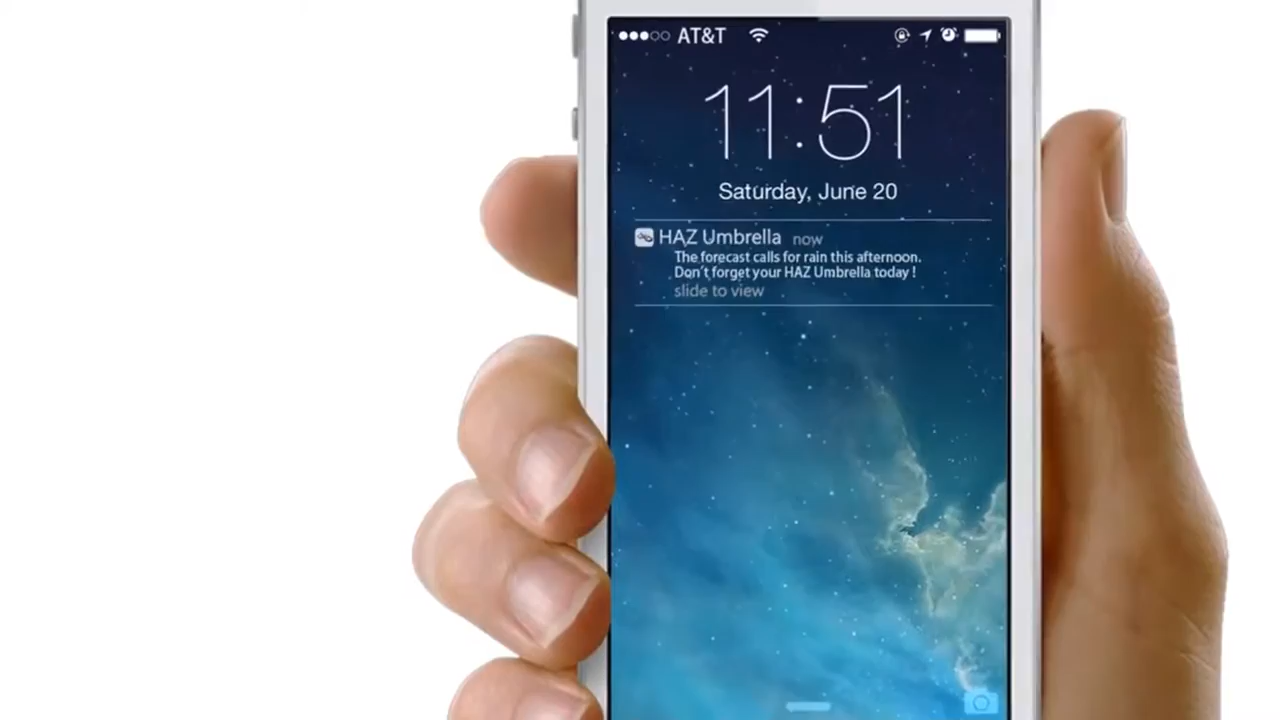 AT&T
11:51
Saturday, June 20
HAZ Umbrella now
The forecast calls for rain this afternoon.
Don't forget your HAZ Umbrella today !
slide to view